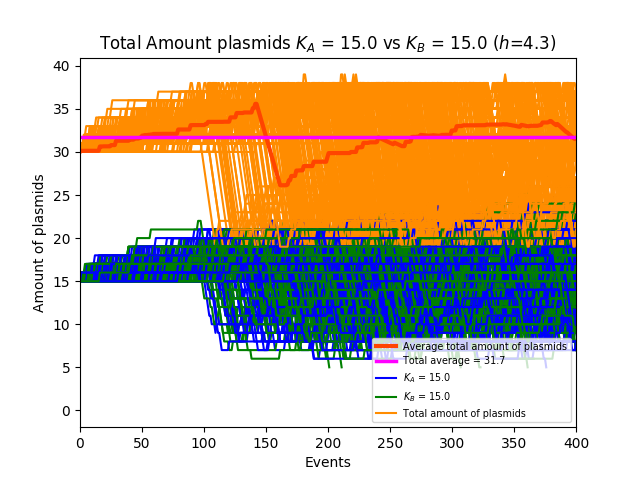 Total Amount plasmids K_A = 15.0 vs K_B = 15.0 (h=4.3)
40
35
30
25
20
15
10
5
0
Amount of plasmids
0 50 100 150 200 250 300 350 400
Events
Average total amount of plasmids
Total average = 31.7
K_A = 15.0
K_B = 15.0
Total amount of plasmids